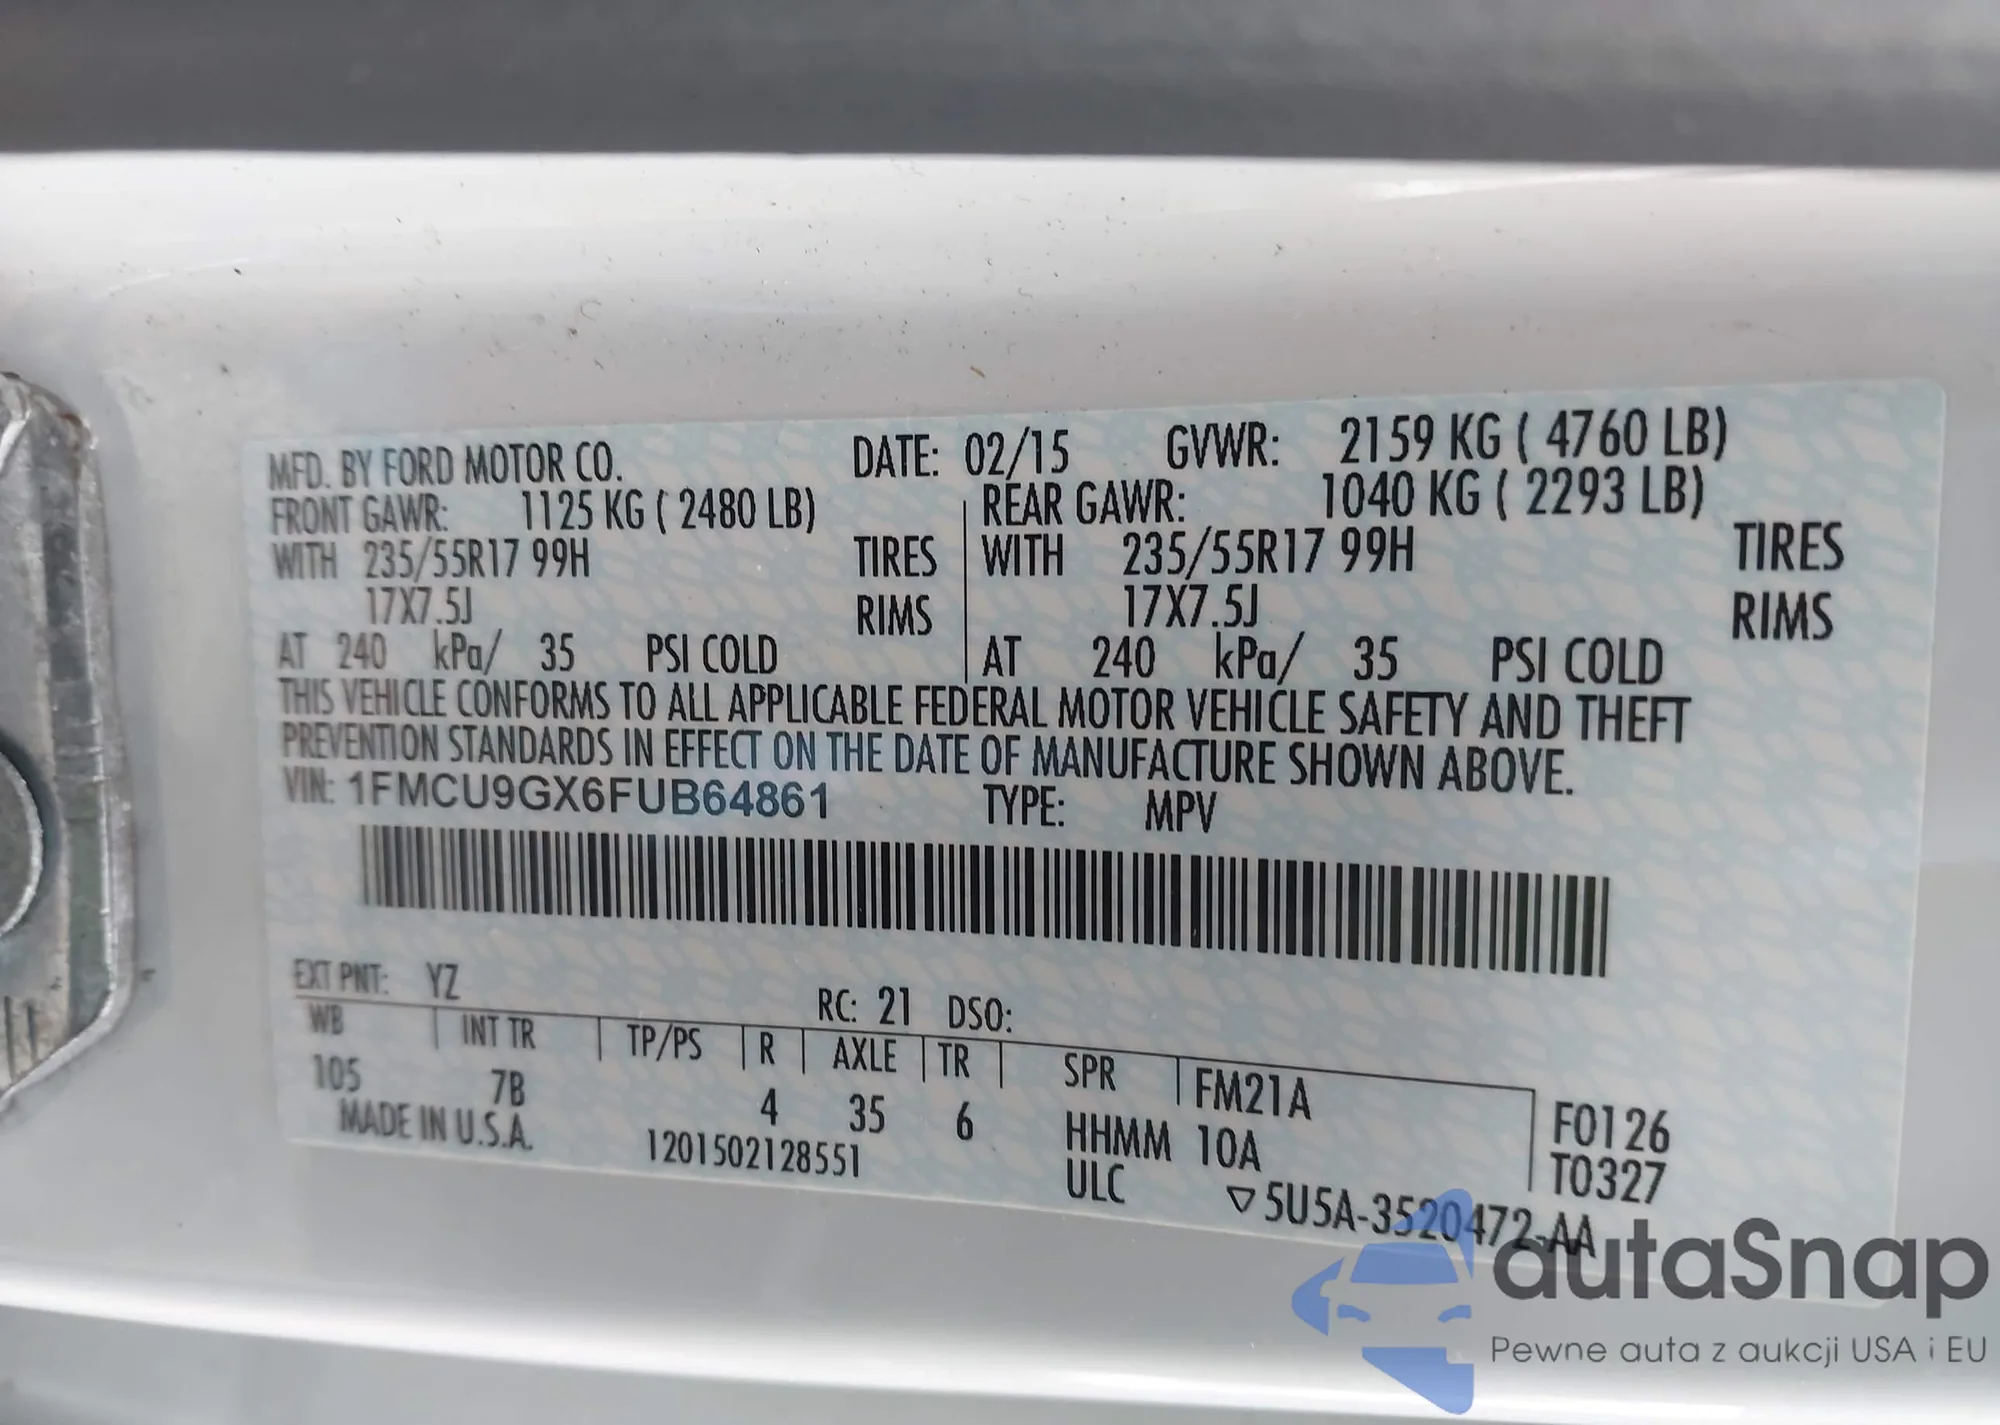 MFD. BY FORD MOTOR CO. DATE: 02/15 GVWR: 2159 KG ( 4760 LB)
FRONT GAWR: 1125 KG ( 2480 LB) REAR GAWR: 1040 KG ( 2293 LB)
WITH 235/55R17 99H TIRES WITH 235/55R17 99H TIRES
17X7.5J RIMS 17X7.5J RIMS
AT 240 kPa/ 35 PSI COLD AT 240 kPa/ 35 PSI COLD
THIS VEHICLE CONFORMS TO ALL APPLICABLE FEDERAL MOTOR VEHICLE SAFETY AND THEFT
PREVENTION STANDARDS IN EFFECT ON THE DATE OF MANUFACTURE SHOWN ABOVE.
VIN: 1FMCU9GX6FUB64861 TYPE: MPV
EXT PNT: YZ RC: 21 DSO:
WB INT TR TP/PS R AXLE TR SPR FM21A F0126
105 7B 4 35 6 HHMM 10A T0327
MADE IN U.S.A. 1201502128551 ULC ▽5U5A-3520472-AA
autaSnap
Pewne auta z aukcji USA i EU